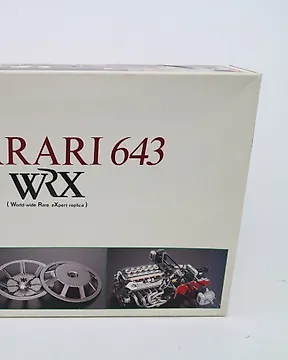 RARI 643
WRX
( World-wide Rare eXpert replica )